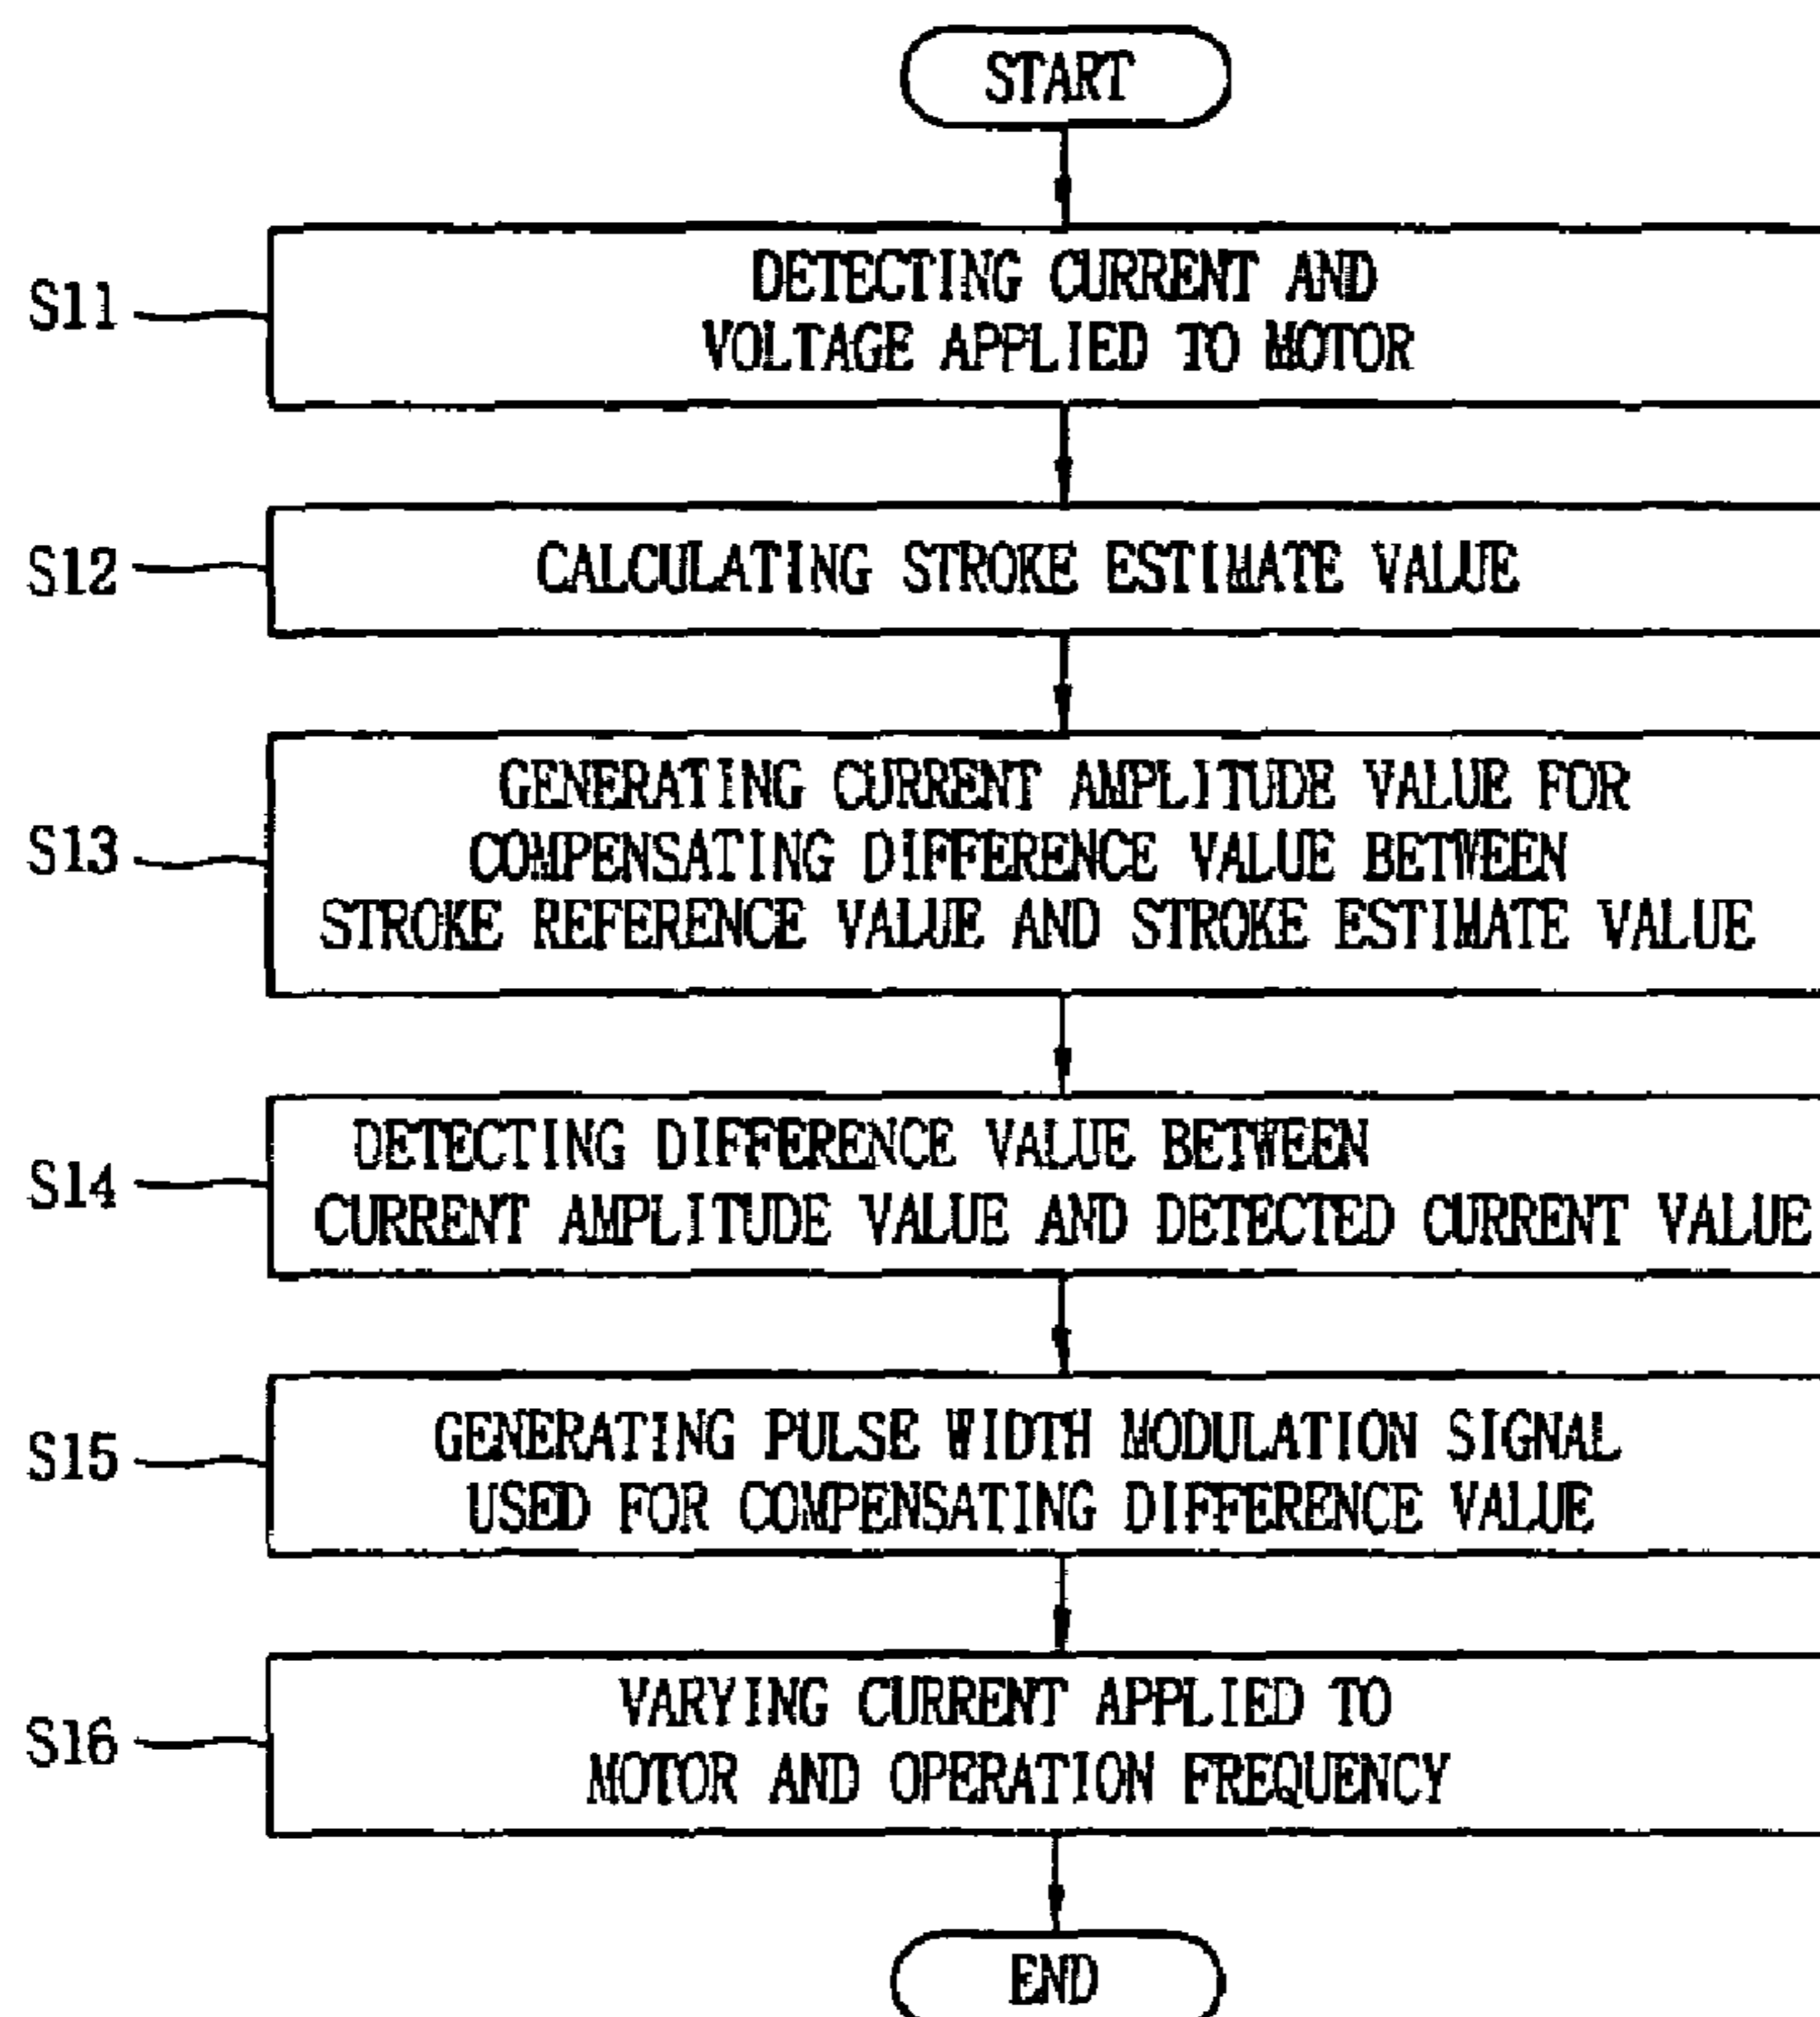 START
S11
DETECTING CURRENT AND
VOLTAGE APPLIED TO MOTOR
S12
CALCULATING STROKE ESTIMATE VALUE
S13
GENERATING CURRENT AMPLITUDE VALUE FOR
COMPENSATING DIFFERENCE VALUE BETWEEN
STROKE REFERENCE VALUE AND STROKE ESTIMATE VALUE
S14
DETECTING DIFFERENCE VALUE BETWEEN
CURRENT AMPLITUDE VALUE AND DETECTED CURRENT VALUE
S15
GENERATING PULSE WIDTH MODULATION SIGNAL
USED FOR COMPENSATING DIFFERENCE VALUE
S16
VARYING CURRENT APPLIED TO
MOTOR AND OPERATION FREQUENCY
END